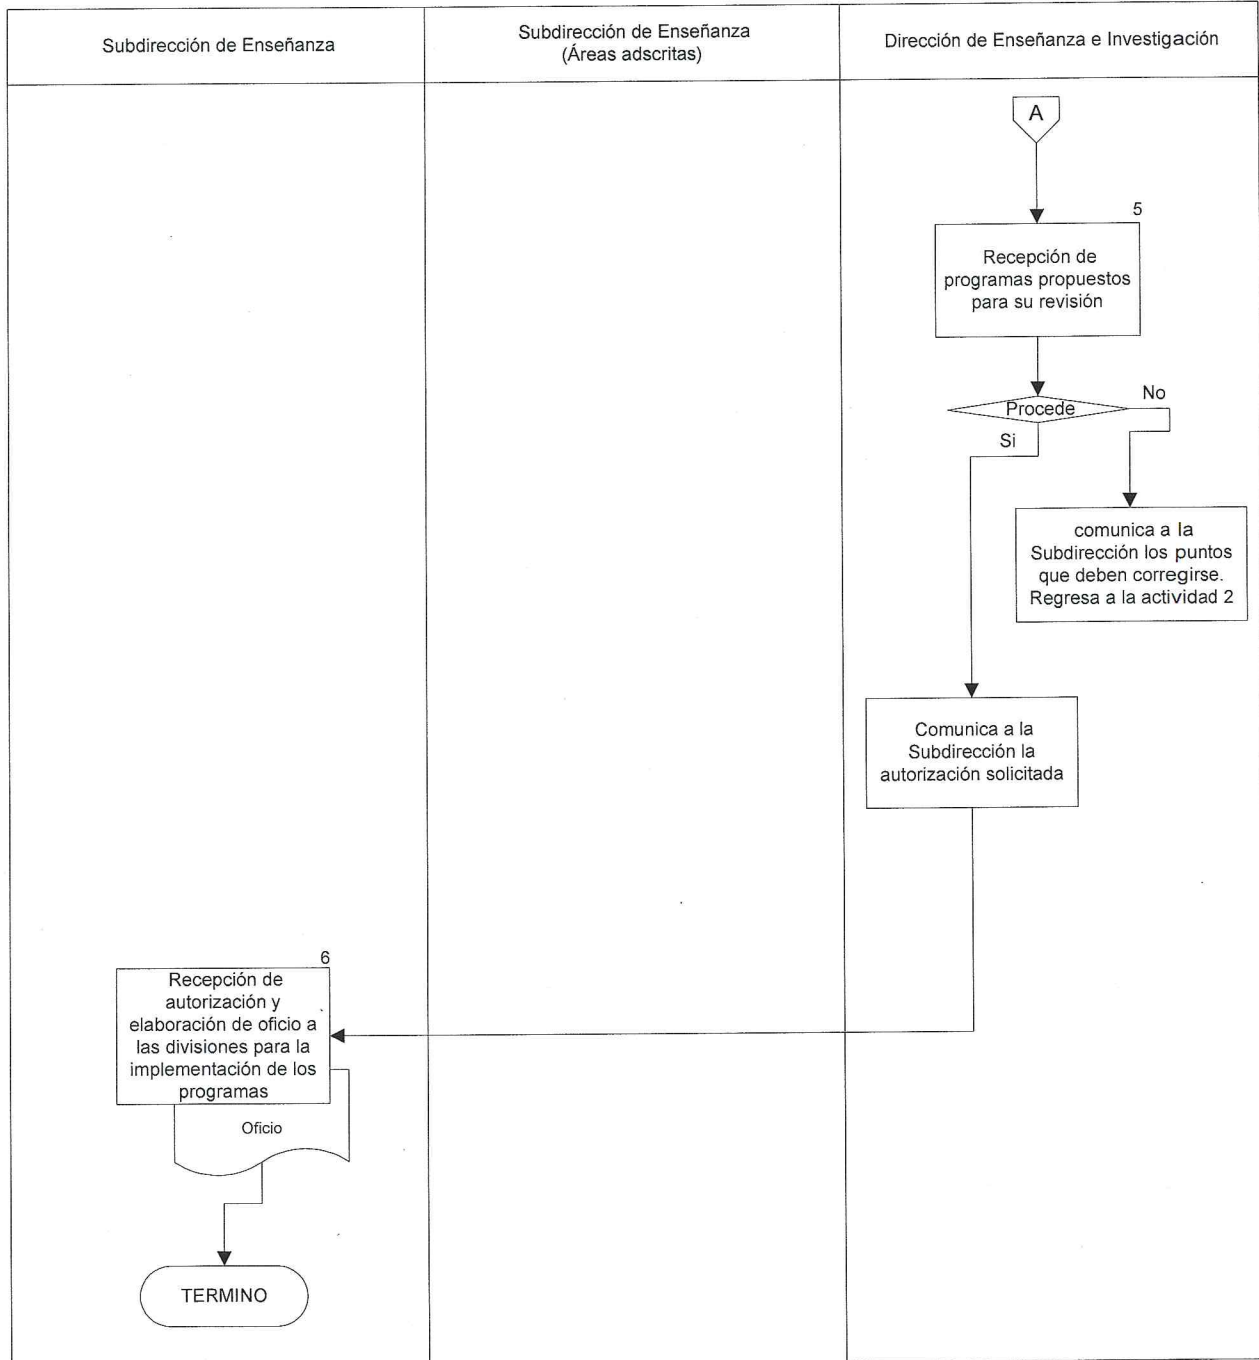 Subdirección de Enseñanza
Subdirección de Enseñanza
(Áreas adscritas)
Dirección de Enseñanza e Investigación
A
5
Recepción de
programas propuestos
para su revisión
Procede
No
Si
comunica a la
Subdirección los puntos
que deben corregirse.
Regresa a la actividad 2
Comunica a la
Subdirección la
autorización solicitada
6
Recepción de
autorización y
elaboración de oficio a
las divisiones para la
implementación de los
programas
Oficio
TERMINO